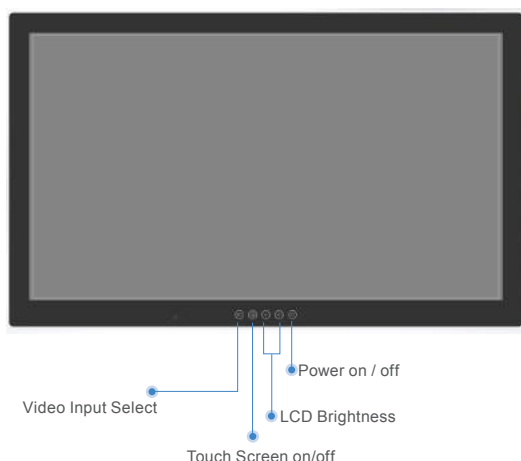 Power on / off
Video Input Select
LCD Brightness
Touch Screen on/off